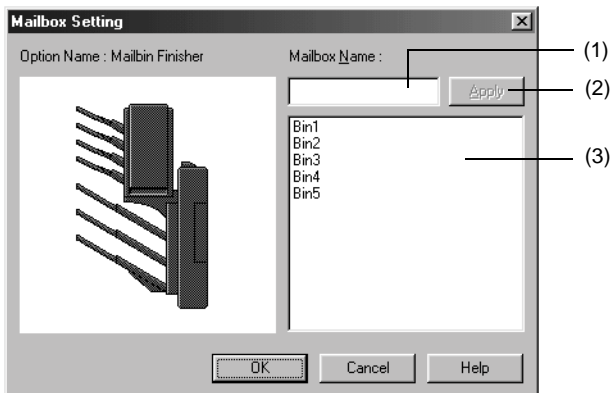 Mailbox Setting
Option Name : Mailbin Finisher
Mailbox Name :
(1)
Apply
(2)
Bin1
Bin2
Bin3
Bin4
Bin5
(3)
OK
Cancel
Help